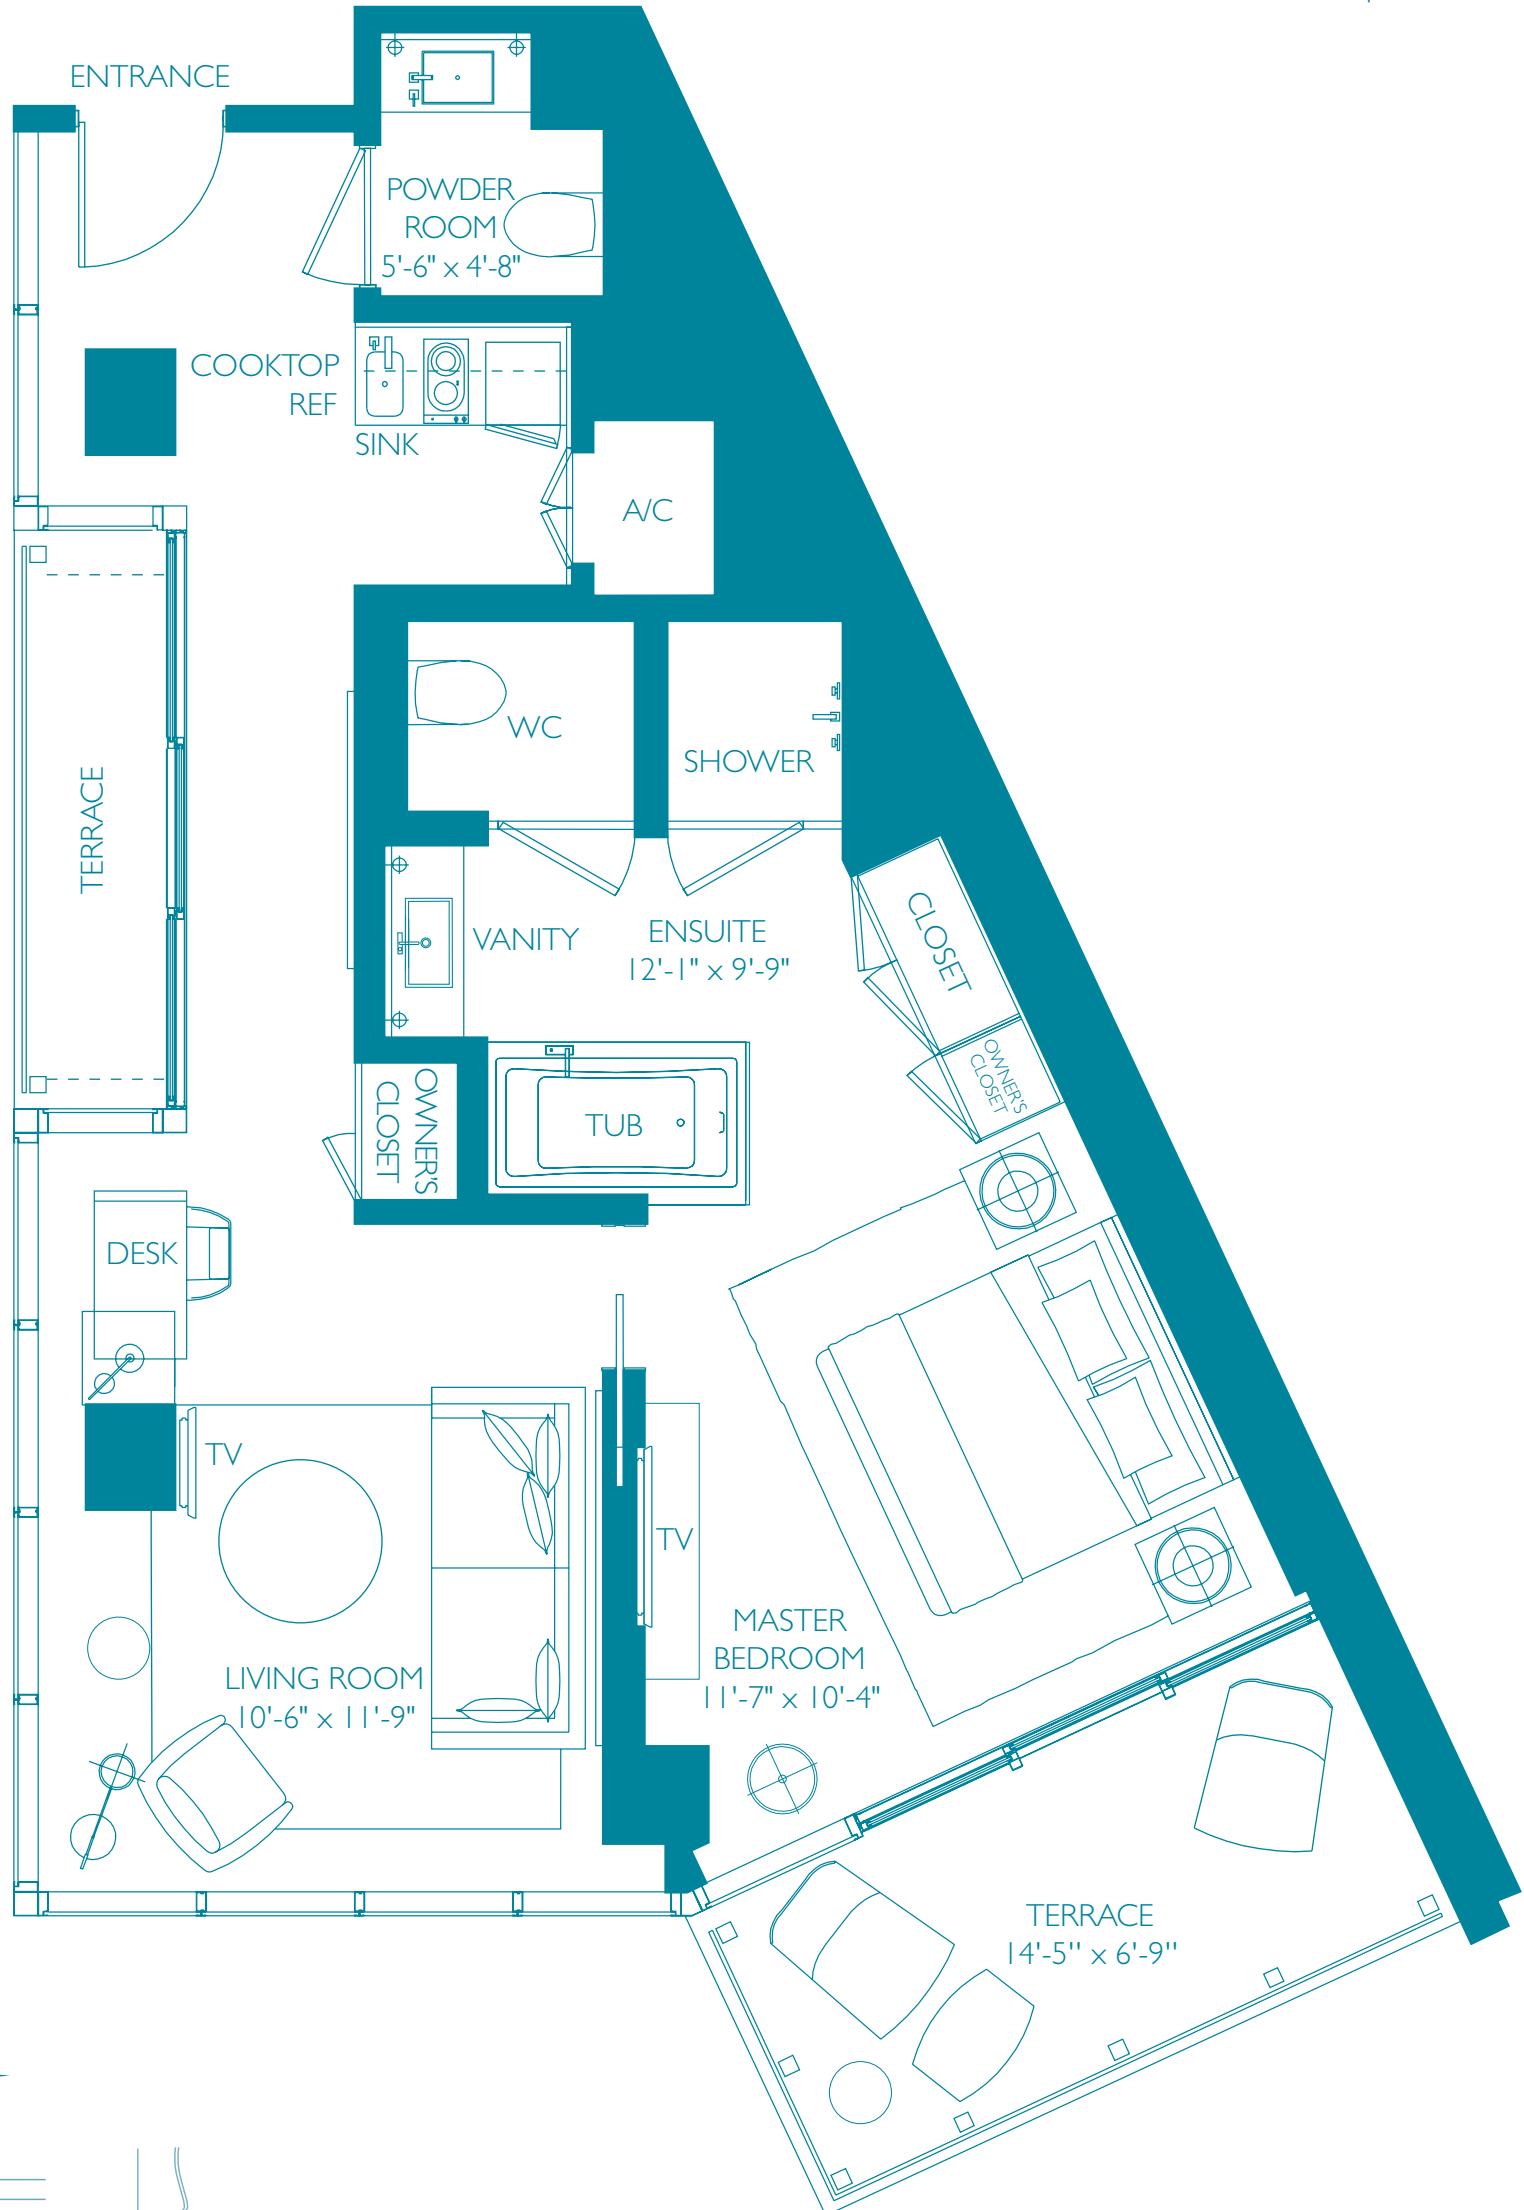 ENTRANCE
POWDER
ROOM
5'-6" x 4'-8"
COOKTOP
REF
SINK
A/C
WC
SHOWER
TERRACE
VANITY
ENSUITE
12'-1" x 9'-9"
CLOSET
OWNER'S
CLOSET
OWNER'S
CLOSET
TUB
DESK
TV
TV
LIVING ROOM
10'-6" x 11'-9"
MASTER
BEDROOM
11'-7" x 10'-4"
TERRACE
14'-5'' x 6'-9''